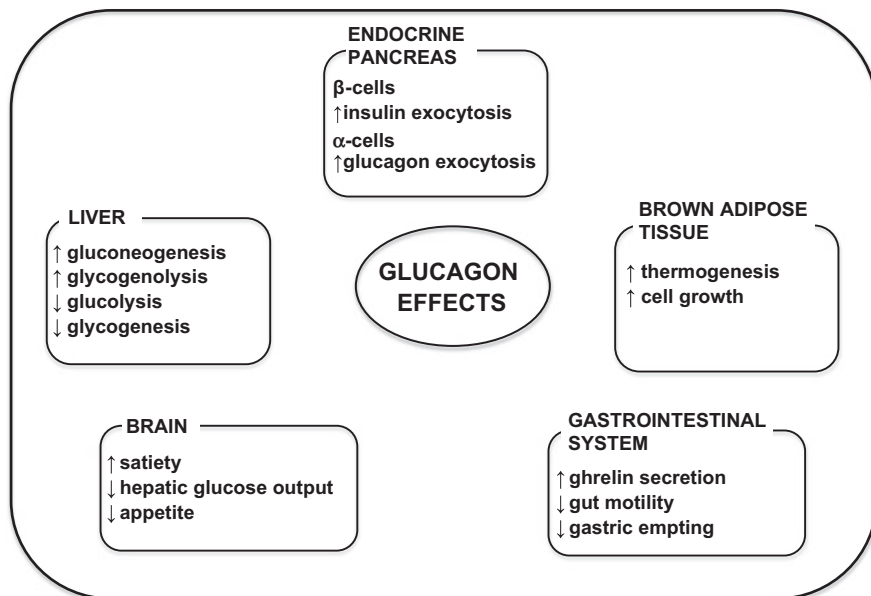 ENDOCRINE
PANCREAS
β-cells
↑insulin exocytosis
α-cells
↑glucagon exocytosis
LIVER
↑ gluconeogenesis
↑ glycogenolysis
↓ glucolysis
↓ glycogenesis
GLUCAGON
EFFECTS
BROWN ADIPOSE
TISSUE
↑ thermogenesis
↑ cell growth
BRAIN
↑ satiety
↓ hepatic glucose output
↓ appetite
GASTROINTESTINAL
SYSTEM
↑ ghrelin secretion
↓ gut motility
↓ gastric empting